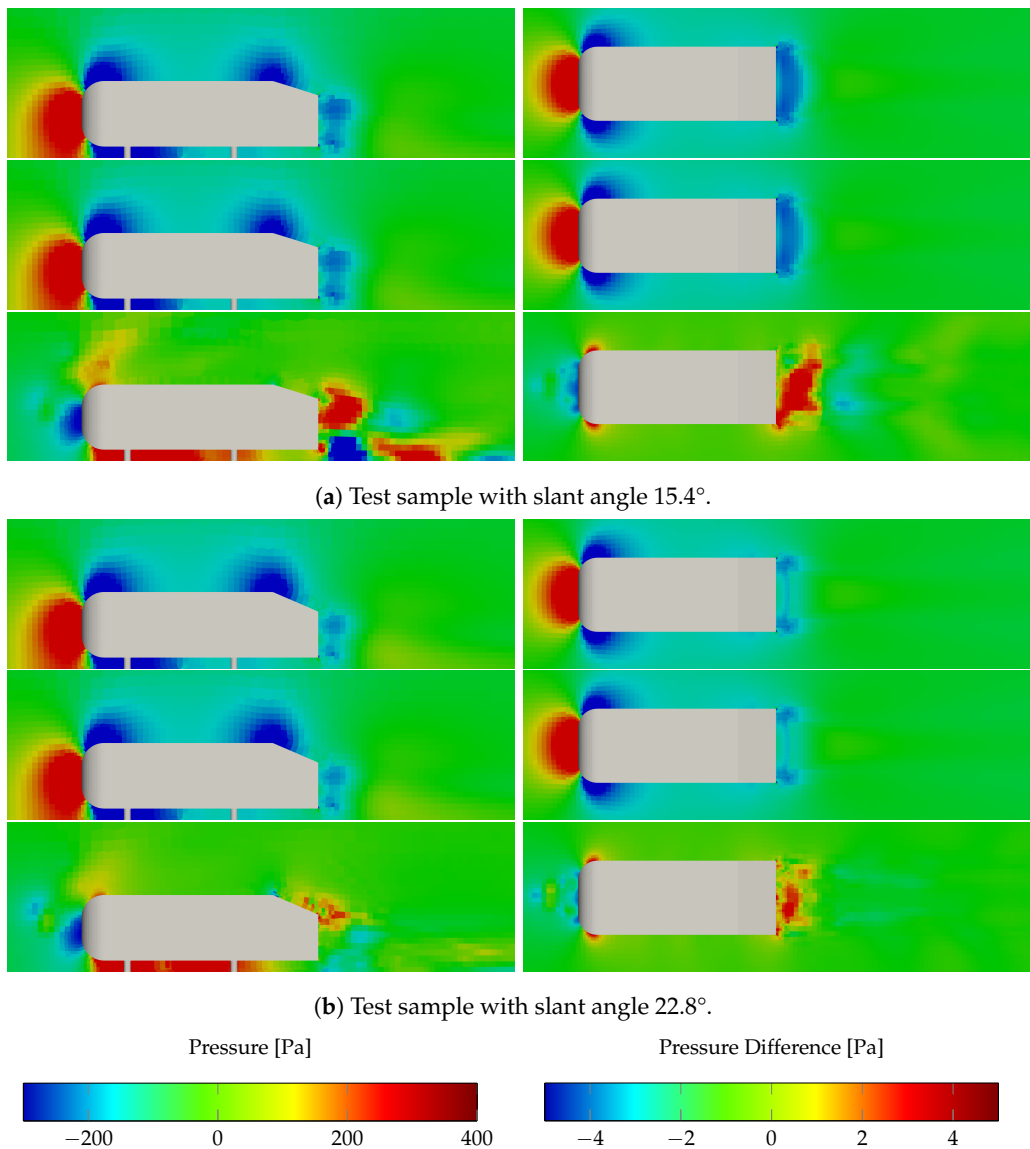 (a) Test sample with slant angle 15.4°.
(b) Test sample with slant angle 22.8°.
Pressure [Pa]
Pressure Difference [Pa]
−200 0 200 400
−4 −2 0 2 4